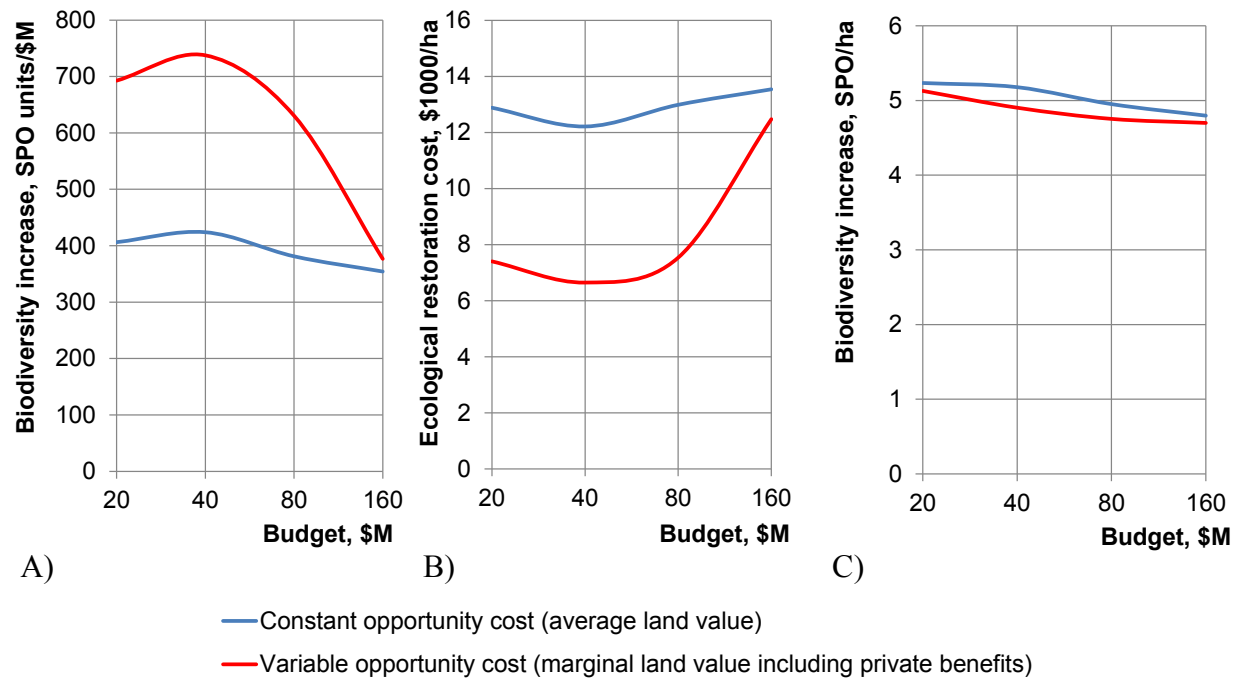 Biodiversity increase, SPO units/$M
800
700
600
500
400
300
200
100
0
20 40 80 160
Budget, $M
A)
Ecological restoration cost, $1000/ha
16
14
12
10
8
6
4
2
0
20 40 80 160
Budget, $M
B)
Biodiversity increase, SPO/ha
6
5
4
3
2
1
0
20 40 80 160
Budget, $M
C)
Constant opportunity cost (average land value)
Variable opportunity cost (marginal land value including private benefits)